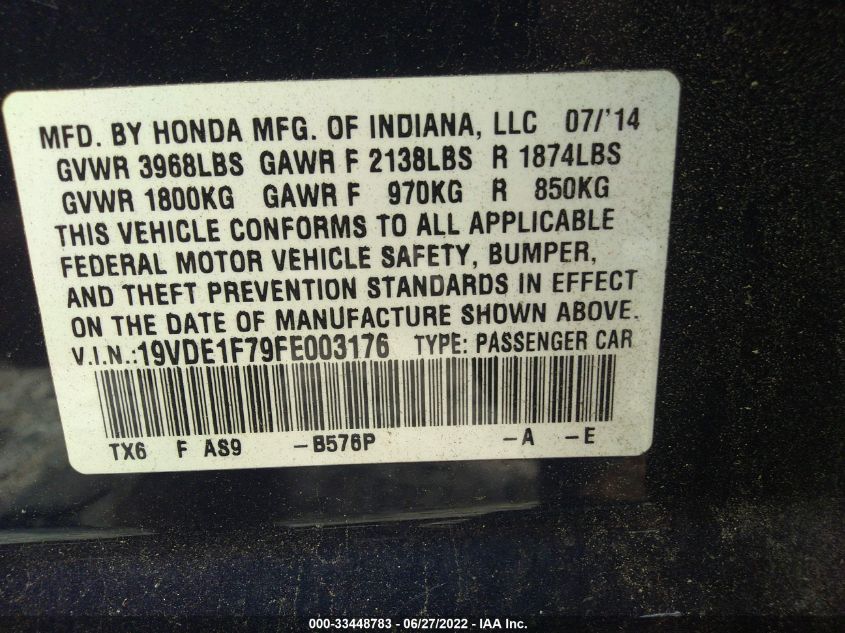 MFD. BY HONDA MFG. OF INDIANA, LLC 07/'14
GVWR 3968LBS GAWR F 2138LBS R 1874LBS
GVWR 1800KG GAWR F 970KG R 850KG
THIS VEHICLE CONFORMS TO ALL APPLICABLE
FEDERAL MOTOR VEHICLE SAFETY, BUMPER,
AND THEFT PREVENTION STANDARDS IN EFFECT
ON THE DATE OF MANUFACTURE SHOWN ABOVE.
V.I.N.:19VDE1F79FE003176 TYPE: PASSENGER CAR
TX6 F AS9 -B576P -A -E
000-33448783 - 06/27/2022 - IAA Inc.